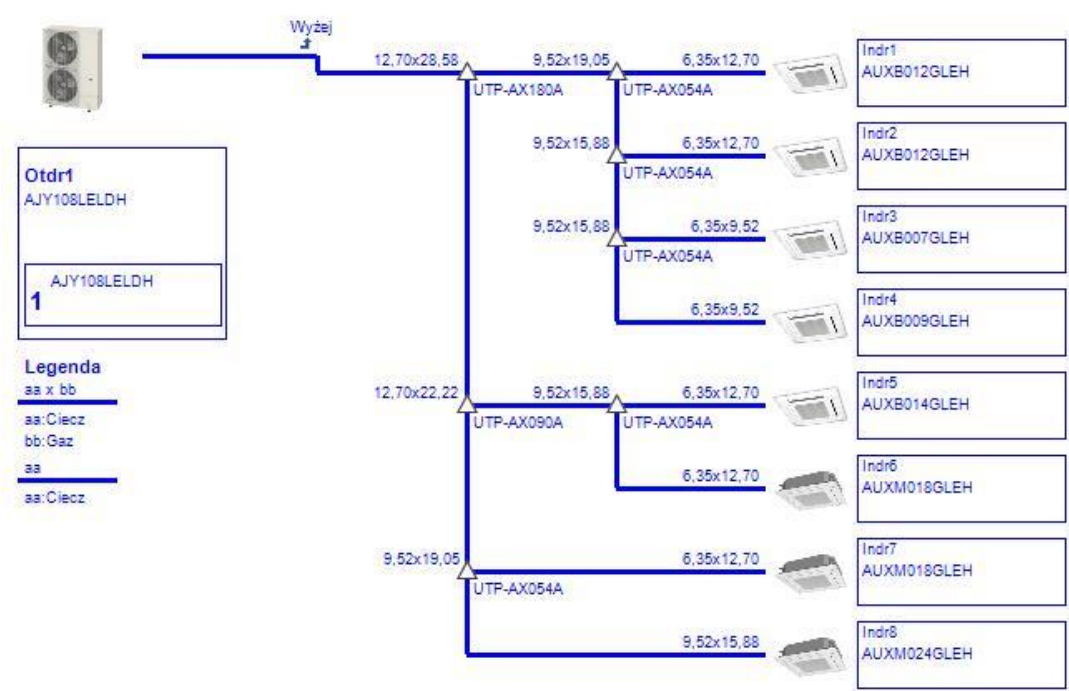 Wyżej
12,70x28,58
9,52x19,05
6,35x12,70
Indr1
AUXB012GLEH
UTP-AX180A
UTP-AX054A
9,52x15,88
6,35x12,70
Indr2
AUXB012GLEH
UTP-AX054A
Otdr1
AJY108LELDH
9,52x15,88
6,35x9,52
Indr3
AUXB007GLEH
UTP-AX054A
1
AJY108LELDH
6,35x9,52
Indr4
AUXB009GLEH
Legenda
aa x bb
aa:Ciecz
bb:Gaz
aa
aa:Ciecz
12,70x22,22
9,52x15,88
6,35x12,70
Indr5
AUXB014GLEH
UTP-AX090A
UTP-AX054A
6,35x12,70
Indr6
AUXM018GLEH
9,52x19,05
6,35x12,70
Indr7
AUXM018GLEH
UTP-AX054A
9,52x15,88
Indr8
AUXM024GLEH